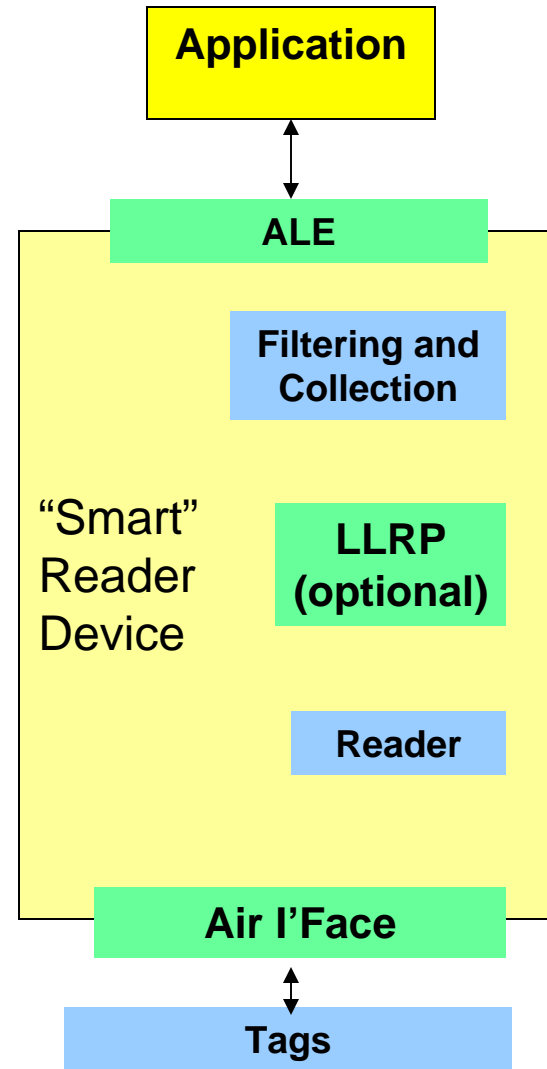 Application
ALE
Filtering and
Collection
“Smart”
Reader
Device
LLRP
(optional)
Reader
Air I’Face
Tags